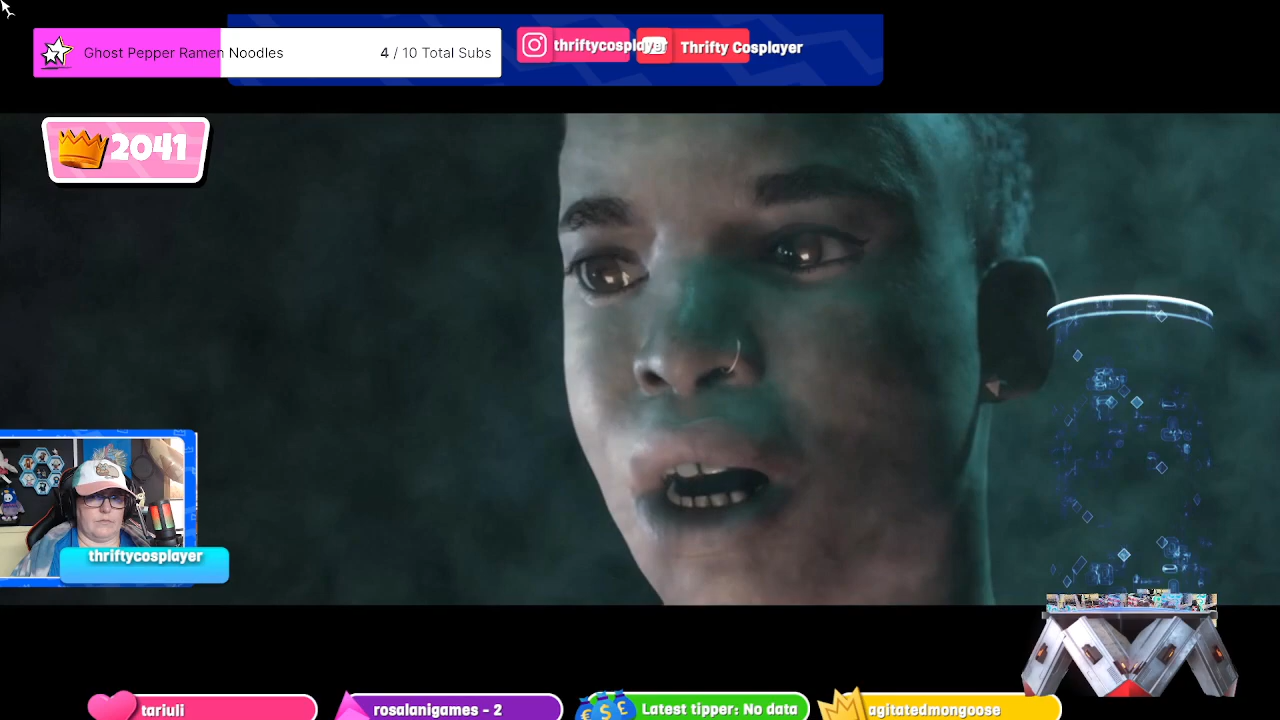 Ghost Pepper Ramen Noodles
4 / 10 Total Subs
thriftycosplayer
Thrifty Cosplayer
2041
thriftycosplayer
tariuli
rosalanigames - 2
Latest tipper: No data
agitatedmongoose